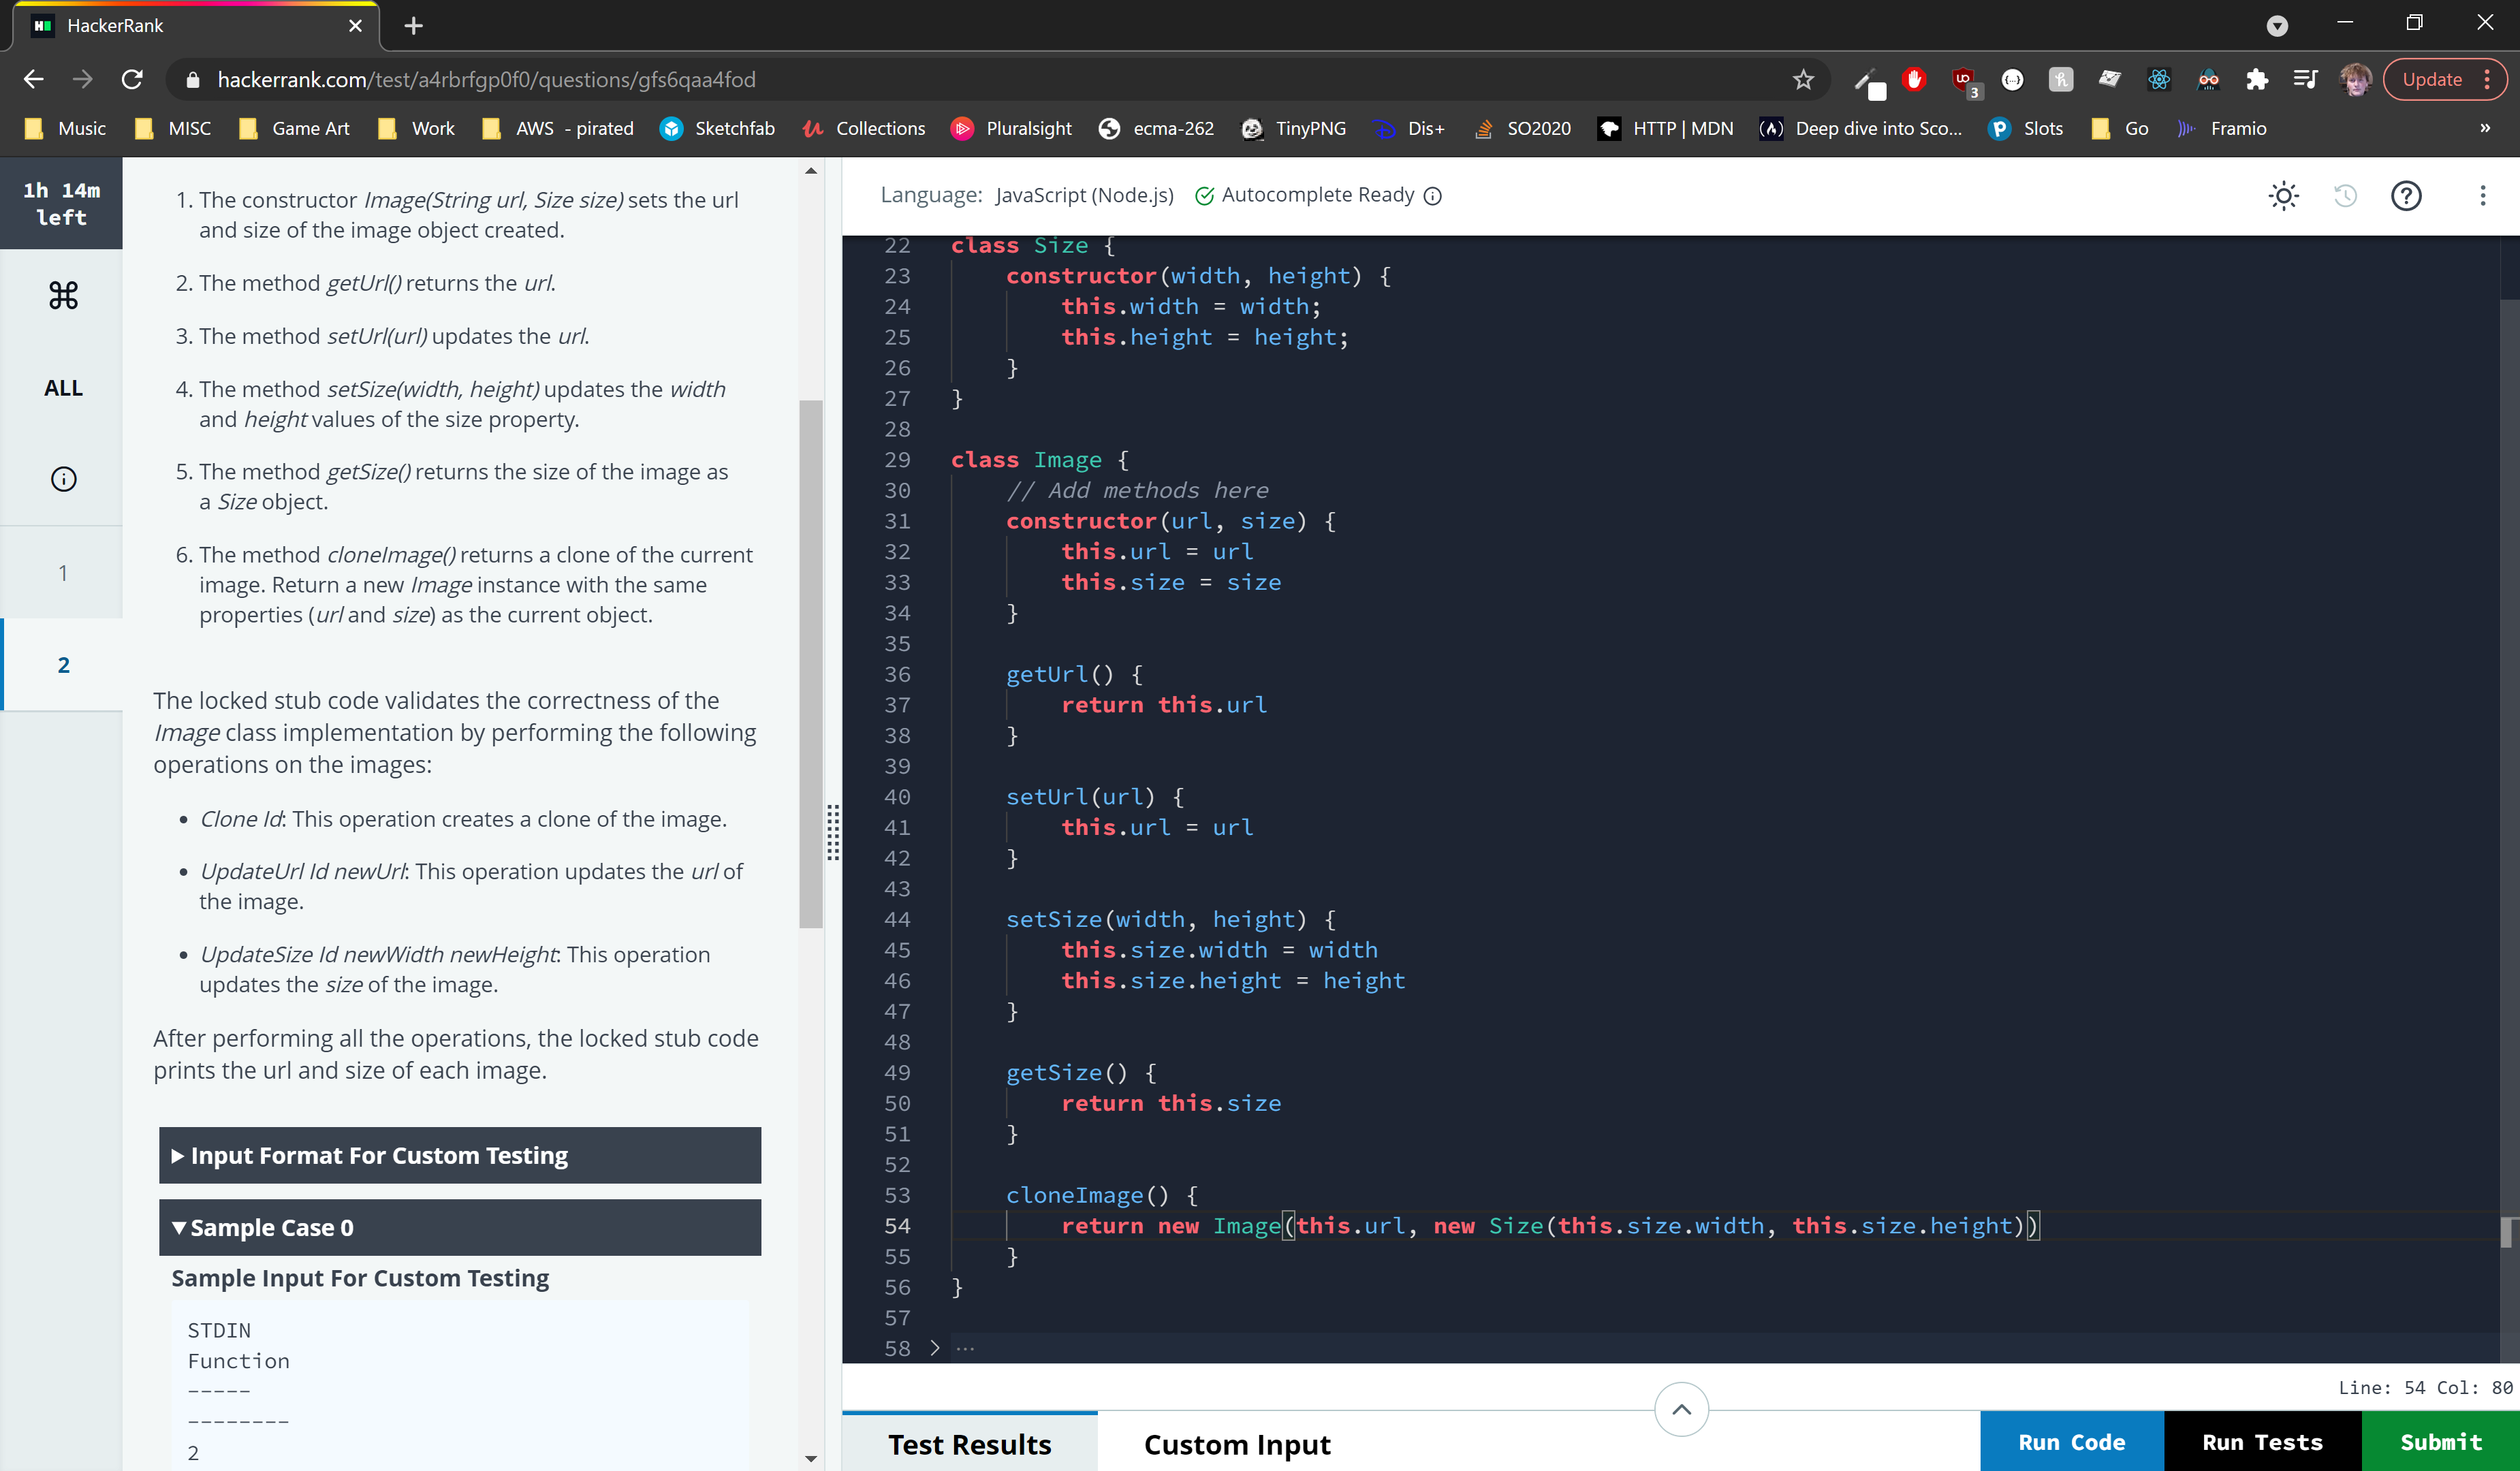 HackerRank
hackerrank.com/test/a4rbrfgp0f0/questions/gfs6qaa4fod
3
Update
Music
MISC
Game Art
Work
AWS - pirated
Sketchfab
Collections
Pluralsight
ecma-262
TinyPNG
Dis+
SO2020
HTTP | MDN
Deep dive into Sco...
Slots
Go
Framio
»
1h 14m
left
ALL
1
2
1. The constructor Image(String url, Size size) sets the url
and size of the image object created.
2. The method getUrl() returns the url.
3. The method setUrl(url) updates the url.
4. The method setSize(width, height) updates the width
and height values of the size property.
5. The method getSize() returns the size of the image as
a Size object.
6. The method cloneImage() returns a clone of the current
image. Return a new Image instance with the same
properties (url and size) as the current object.
The locked stub code validates the correctness of the
Image class implementation by performing the following
operations on the images:
• Clone Id: This operation creates a clone of the image.
• UpdateUrl Id newUrl: This operation updates the url of
the image.
• UpdateSize Id newWidth newHeight: This operation
updates the size of the image.
After performing all the operations, the locked stub code
prints the url and size of each image.
Input Format For Custom Testing
Sample Case 0
Sample Input For Custom Testing
STDIN
Function
-----
--------
2
Language: JavaScript (Node.js) Autocomplete Ready
22 class Size {
23 constructor(width, height) {
24 this.width = width;
25 this.height = height;
26 }
27 }
28
29 class Image {
30 // Add methods here
31 constructor(url, size) {
32 this.url = url
33 this.size = size
34 }
35
36 getUrl() {
37 return this.url
38 }
39
40 setUrl(url) {
41 this.url = url
42 }
43
44 setSize(width, height) {
45 this.size.width = width
46 this.size.height = height
47 }
48
49 getSize() {
50 return this.size
51 }
52
53 cloneImage() {
54 return new Image(this.url, new Size(this.size.width, this.size.height))
55 }
56 }
57
58 > ...
Line: 54 Col: 80
Test Results
Custom Input
Run Code
Run Tests
Submit